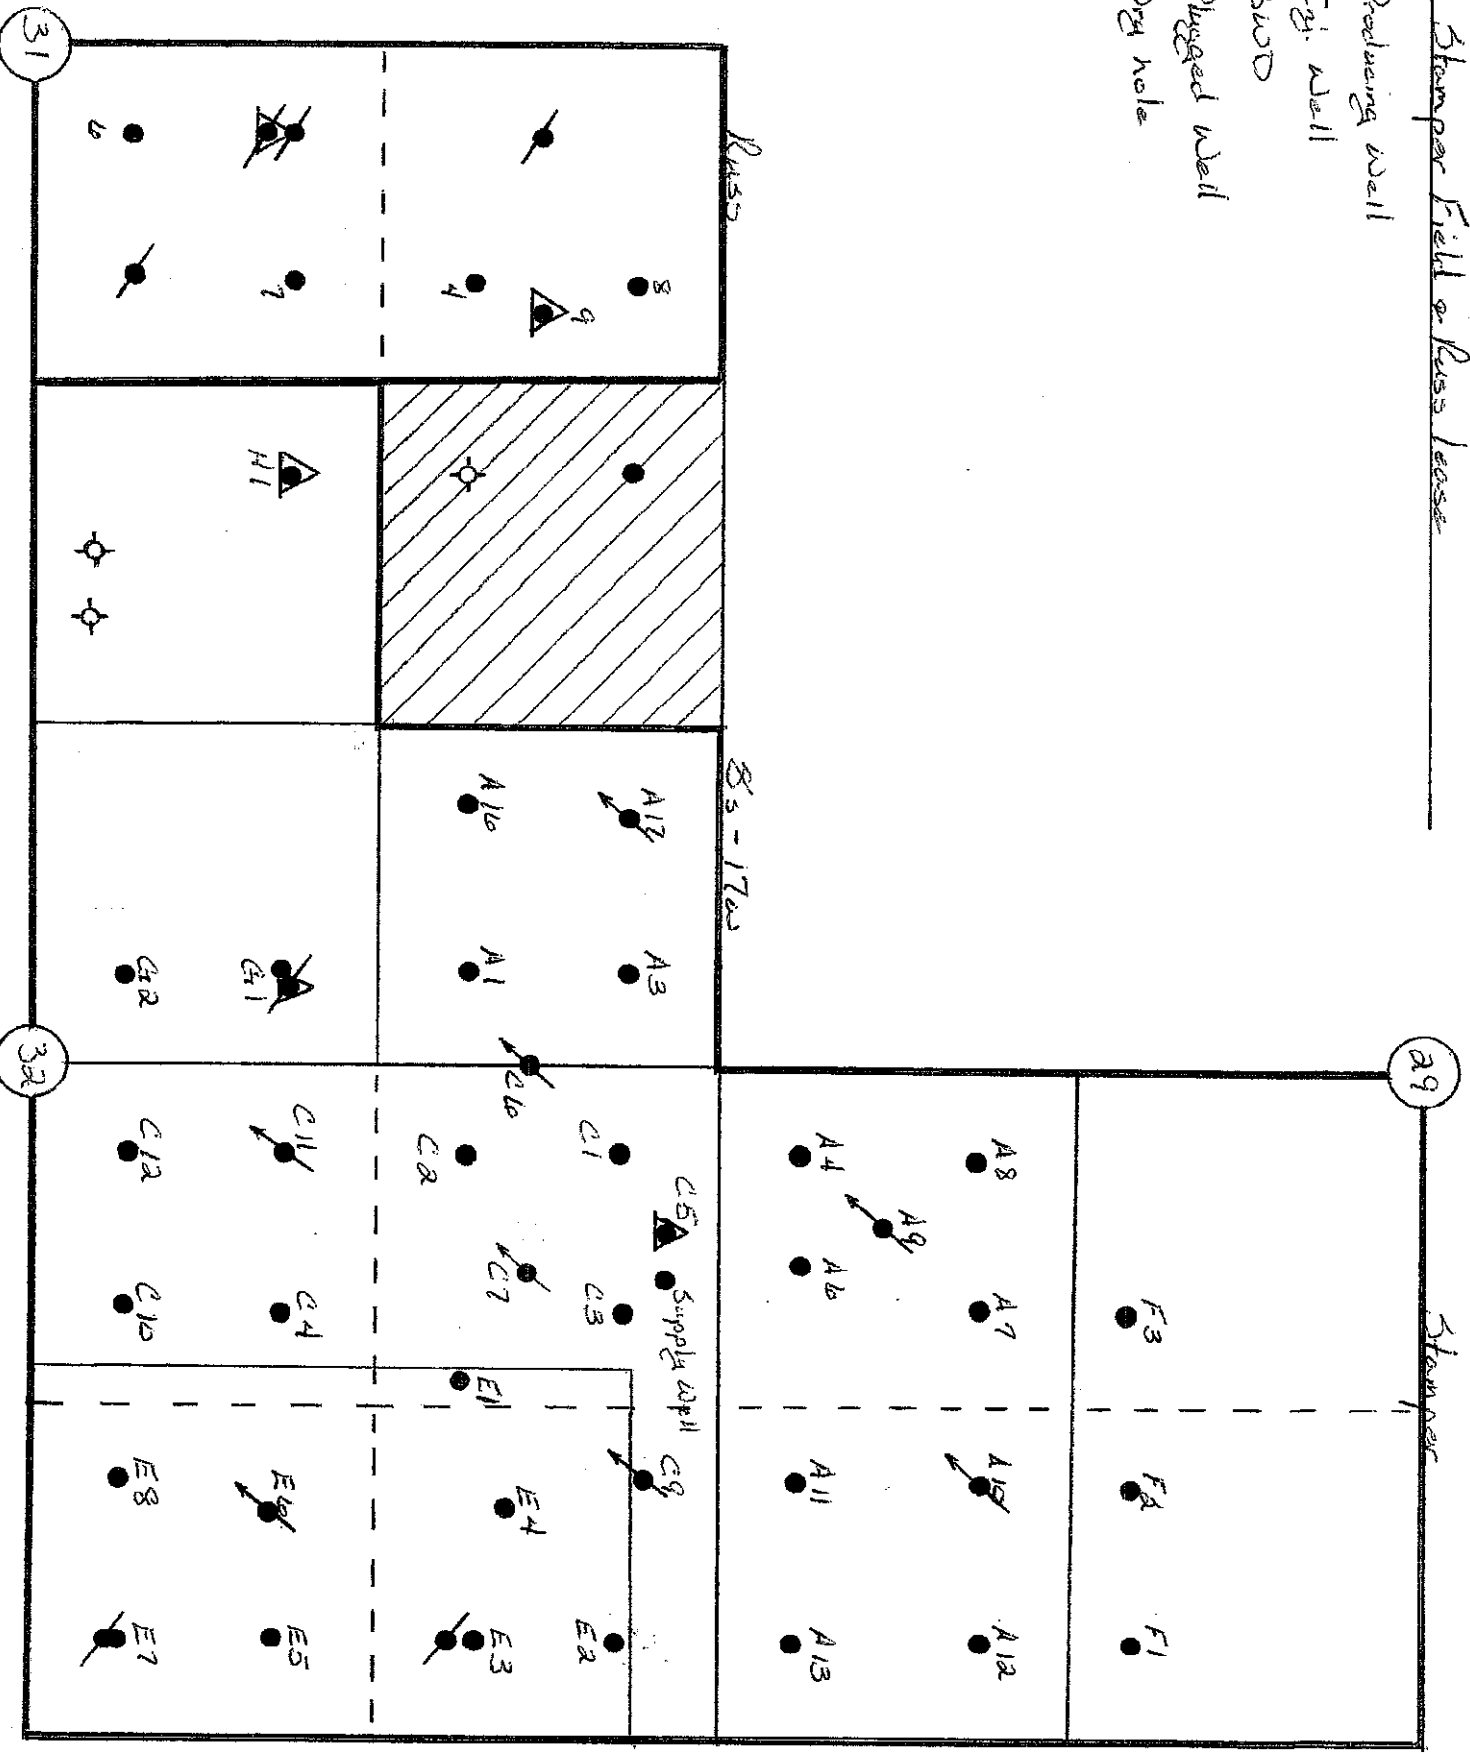 Stamper Field & Russ lease
Producing Well
Inj. Well
SWD
Plugged Well
Dry hole
29
Stamper
F3
F2
F1
A8
A7
A10
A12
A9
A4
A6
A11
A13
Russ
8s - 17w
8
9
4
7
6
A17
A3
A16
A1
C5
Supply Well
C1
C3
C9
E2
C6
C2
C7
E1
E4
E3
H1
G1
G2
C11
C4
E6
E5
C12
C10
E8
E7
31
32